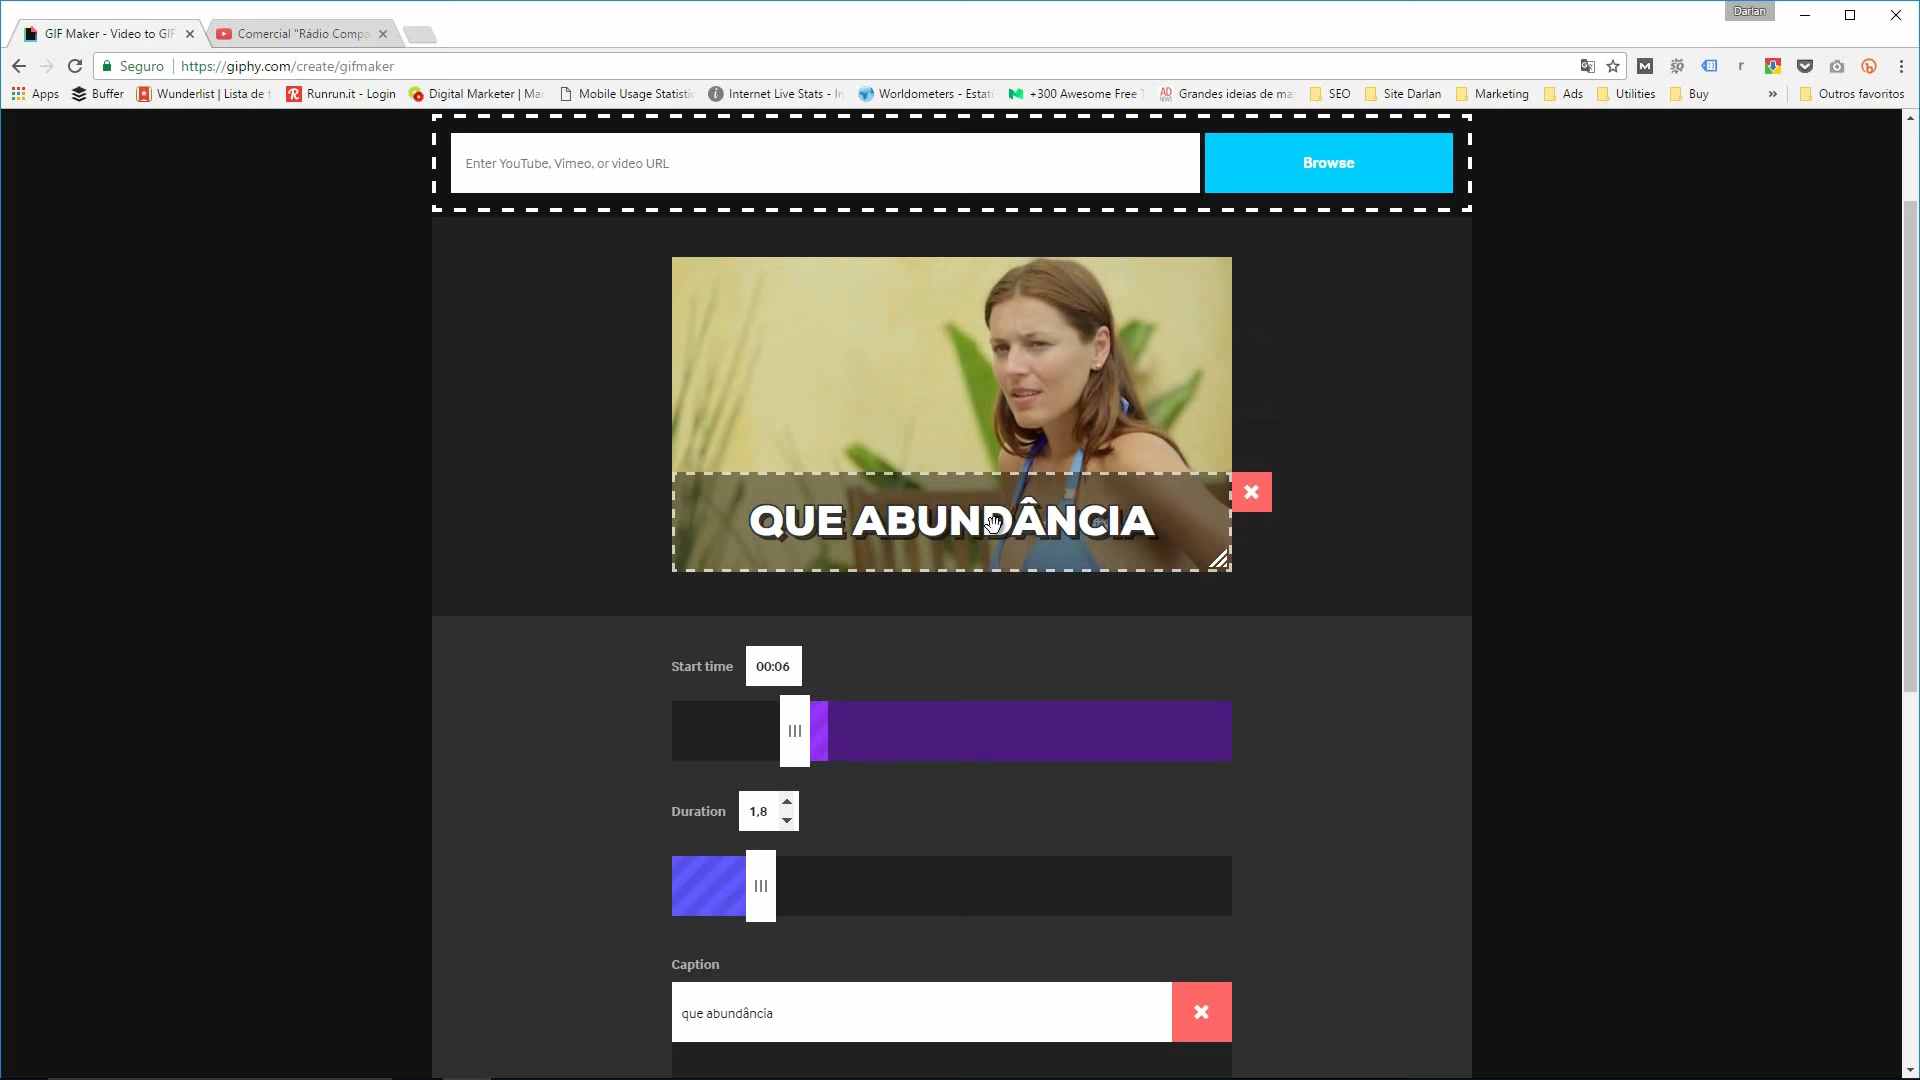 Darlan
GIF Maker - Video to GIF
Comercial "Rádio Compa
Seguro
https://giphy.com/create/gifmaker
Apps
Buffer
Wunderlist | Lista de t
Runrun.it - Login
Digital Marketer | Ma
Mobile Usage Statistic
Internet Live Stats - In
Worldometers - Estati
+300 Awesome Free T
Grandes ideias de ma
SEO
Site Darlan
Marketing
Ads
Utilities
Buy
»
Outros favoritos
Enter YouTube, Vimeo, or video URL
Browse
QUE ABUNDÂNCIA
Start time
00:06
Duration
1,8
Caption
que abundância